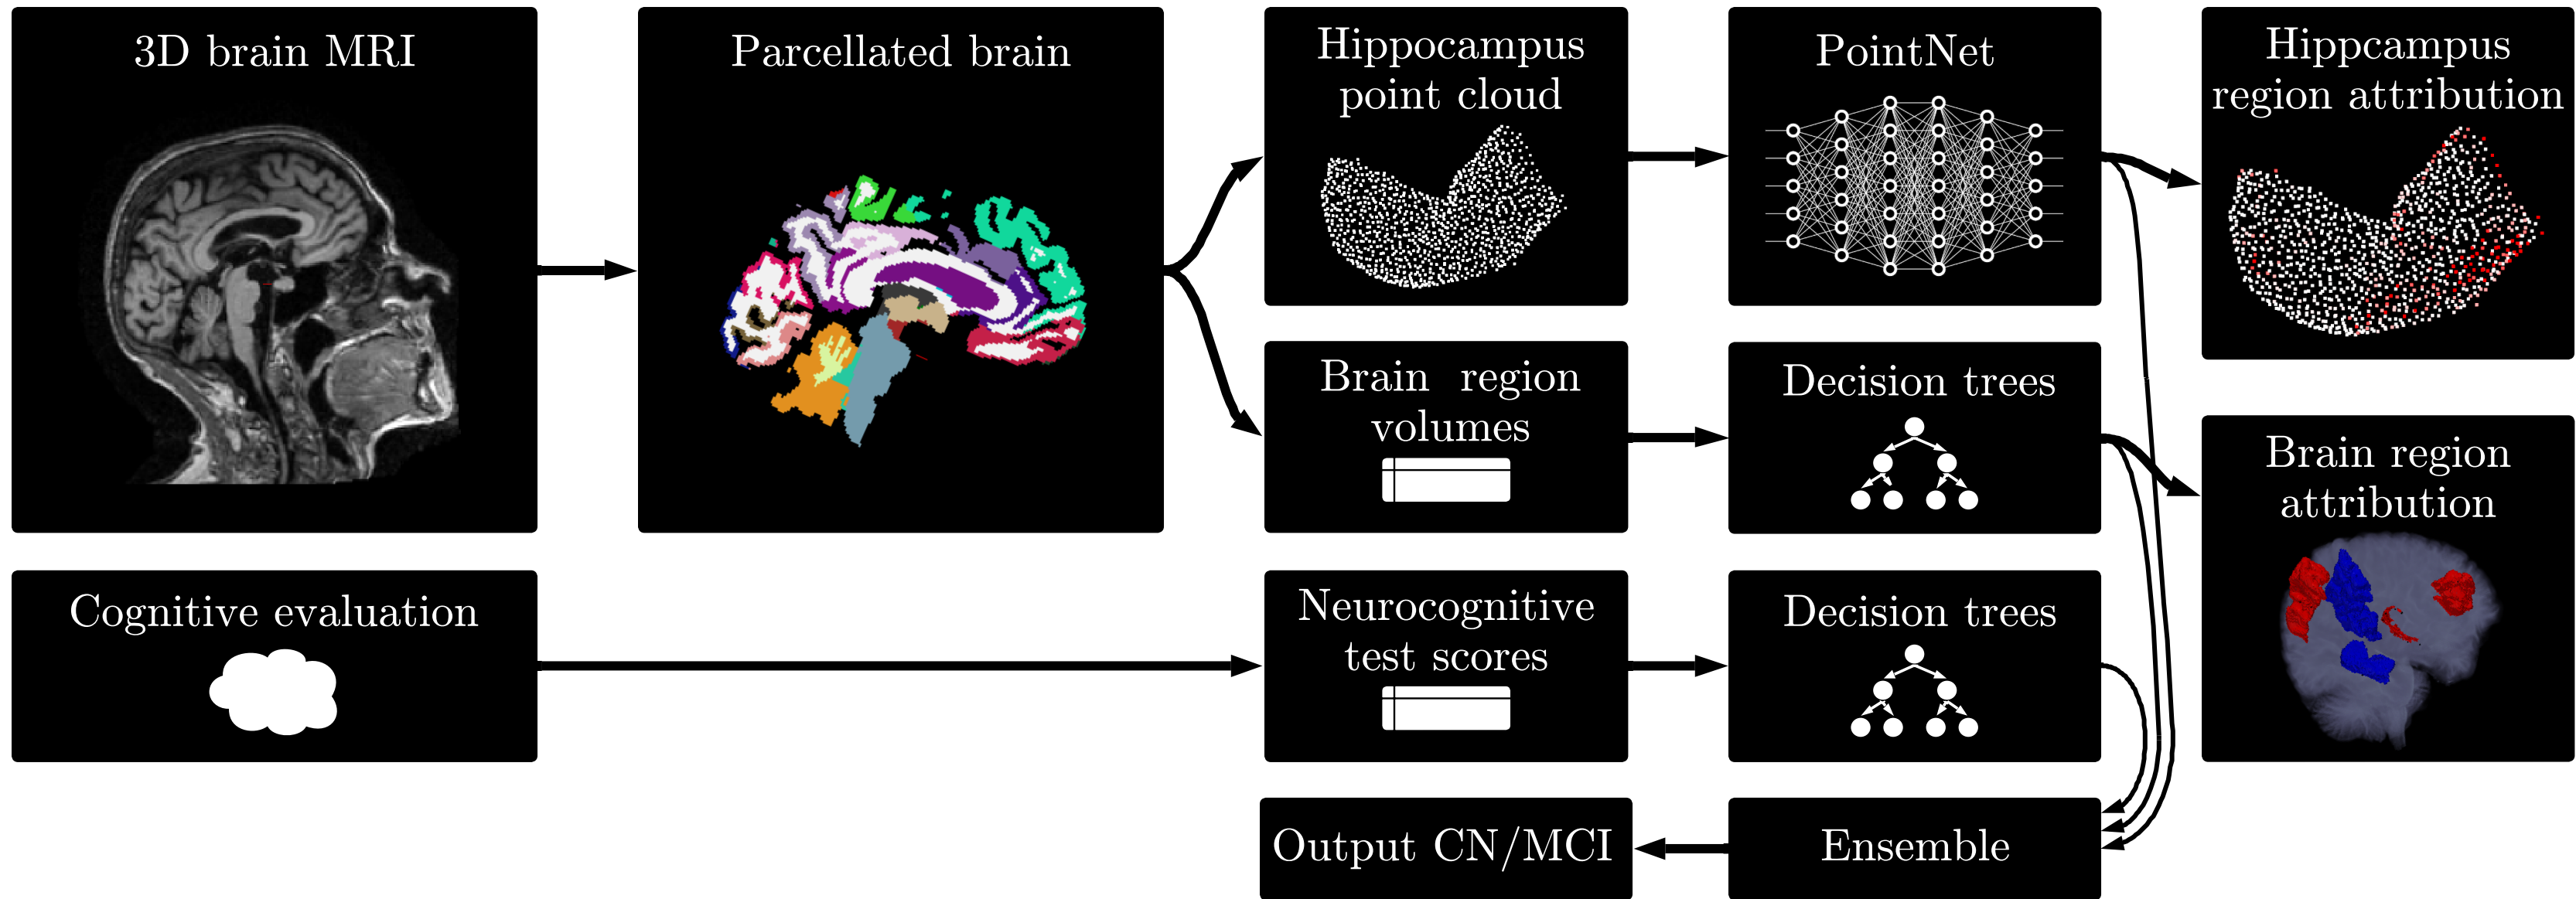 3D brain MRI
Parcellated brain
Hippocampus
point cloud
PointNet
Hippcampus
region attribution
Brain region
volumes
Decision trees
Brain region
attribution
Cognitive evaluation
Neurocognitive
test scores
Decision trees
Output CN/MCI
Ensemble